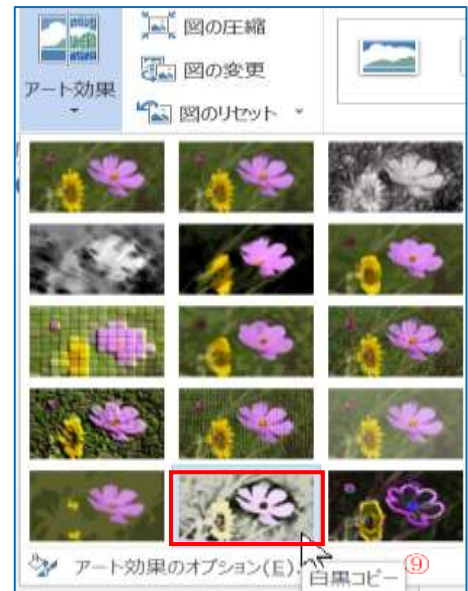 図の圧縮
図の変更
アート効果
図のリセット
アート効果のオプション(E)...
白黒コピー
⑨